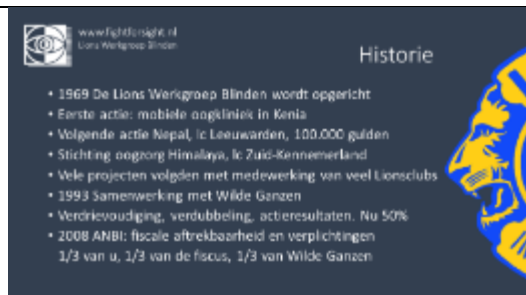 www.fightforsight.nl
Lions Werkgroep Blinden
Historie
• 1969 De Lions Werkgroep Blinden wordt opgericht
• Eerste actie: mobiele oogkliniek in Kenia
• Volgende actie Nepal, lc Leeuwarden, 100.000 gulden
• Stichting oogzorg Himalaya, lc Zuid-Kennemerland
• Vele projecten volgden met medewerking van veel Lionsclubs
• 1993 Samenwerking met Wilde Ganzen
• Verdrievoudiging, verdubbeling, actieresultaten. Nu 50%
• 2008 ANBI: fiscale aftrekbaarheid en verplichtingen
1/3 van u, 1/3 van de fiscus, 1/3 van Wilde Ganzen